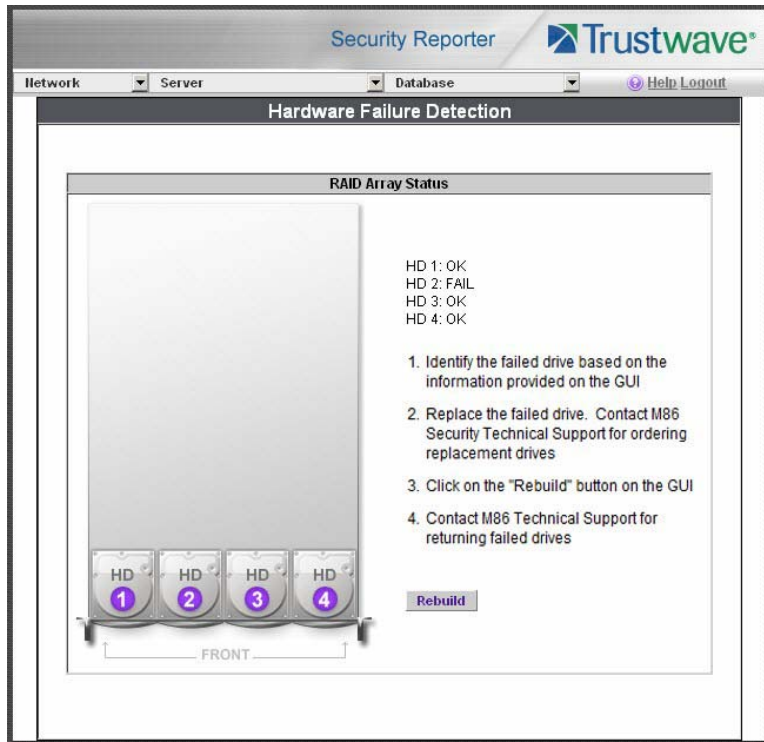 Security Reporter
Trustwave®
Network
Server
Database
Help Logout
Hardware Failure Detection
RAID Array Status
HD 1: OK
HD 2: FAIL
HD 3: OK
HD 4: OK
1. Identify the failed drive based on the
information provided on the GUI
2. Replace the failed drive. Contact M86
Security Technical Support for ordering
replacement drives
3. Click on the "Rebuild" button on the GUI
4. Contact M86 Technical Support for
returning failed drives
HD HD HD HD
1 2 3 4
Rebuild
FRONT